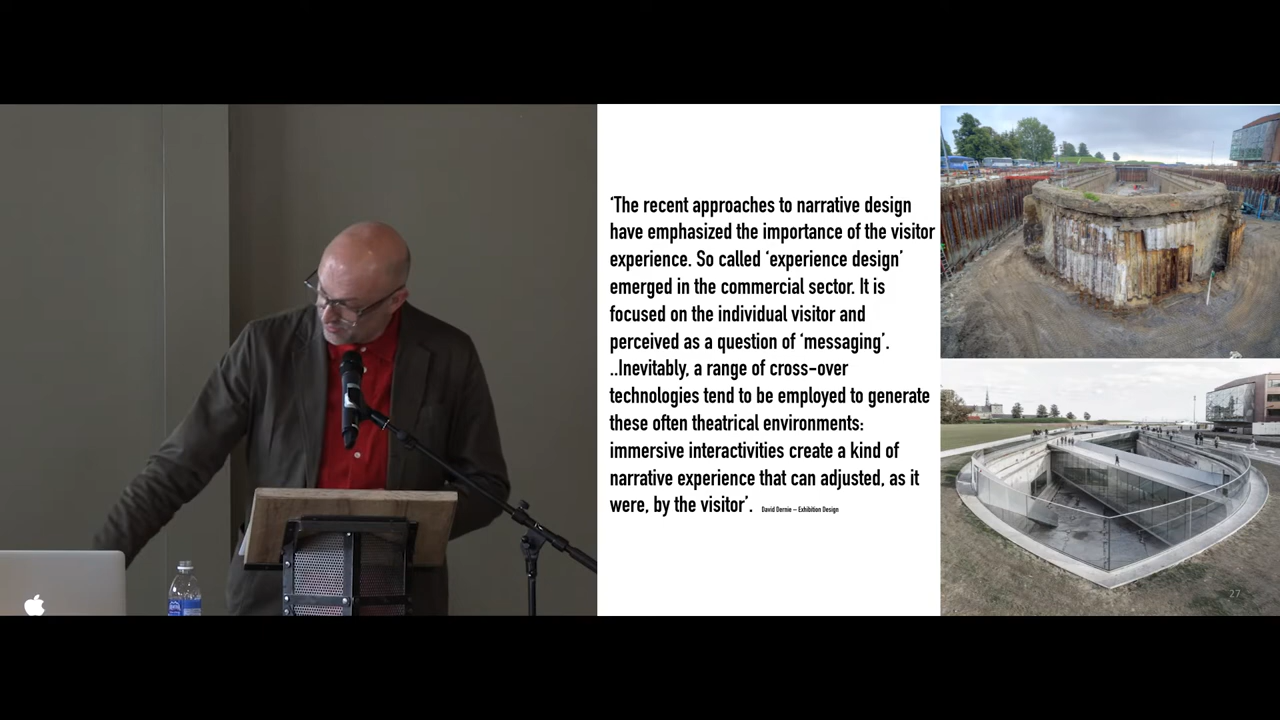 ‘The recent approaches to narrative design
have emphasized the importance of the visitor
experience. So called ‘experience design’
emerged in the commercial sector. It is
focused on the individual visitor and
perceived as a question of ‘messaging’.
..Inevitably, a range of cross-over
technologies tend to be employed to generate
these often theatrical environments:
immersive interactivities create a kind of
narrative experience that can adjusted, as it
were, by the visitor’. David Dernie – Exhibition Design
27